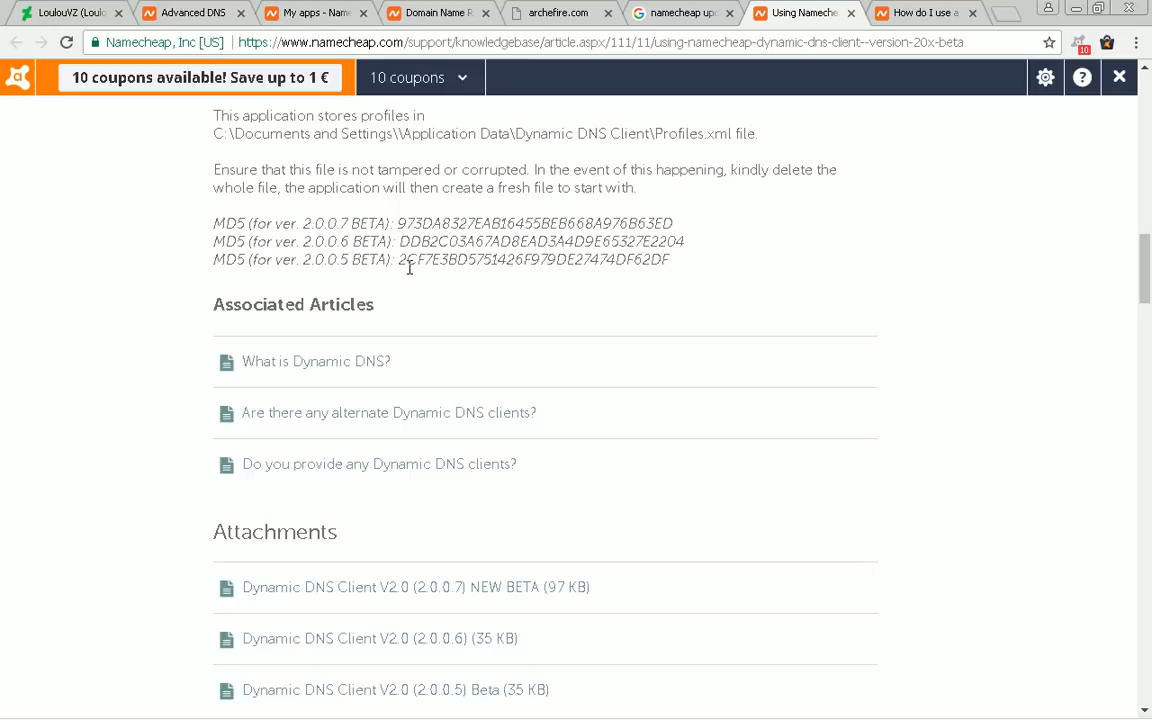 LoulouVZ (Loulo
Advanced DNS
My apps - Name
Domain Name R
archefire.com
namecheap upd
Using Nameche
How do I use a
Namecheap, Inc [US]
https://www.namecheap.com/support/knowledgebase/article.aspx/111/11/using-namecheap-dynamic-dns-client--version-20x-beta
10
10 coupons available! Save up to 1 €
10 coupons
This application stores profiles in
C:\Documents and Settings\\Application Data\Dynamic DNS Client\Profiles.xml file.
Ensure that this file is not tampered or corrupted. In the event of this happening, kindly delete the
whole file, the application will then create a fresh file to start with.
MD5 (for ver. 2.0.0.7 BETA): 973DA8327EAB16455BEB668A976B63ED
MD5 (for ver. 2.0.0.6 BETA): DDB2C03A67AD8EAD3A4D9E65327E2204
MD5 (for ver. 2.0.0.5 BETA): 2CF7E3BD5751426F979DE27474DF62DF
Associated Articles
What is Dynamic DNS?
Are there any alternate Dynamic DNS clients?
Do you provide any Dynamic DNS clients?
Attachments
Dynamic DNS Client V2.0 (2.0.0.7) NEW BETA (97 KB)
Dynamic DNS Client V2.0 (2.0.0.6) (35 KB)
Dynamic DNS Client V2.0 (2.0.0.5) Beta (35 KB)